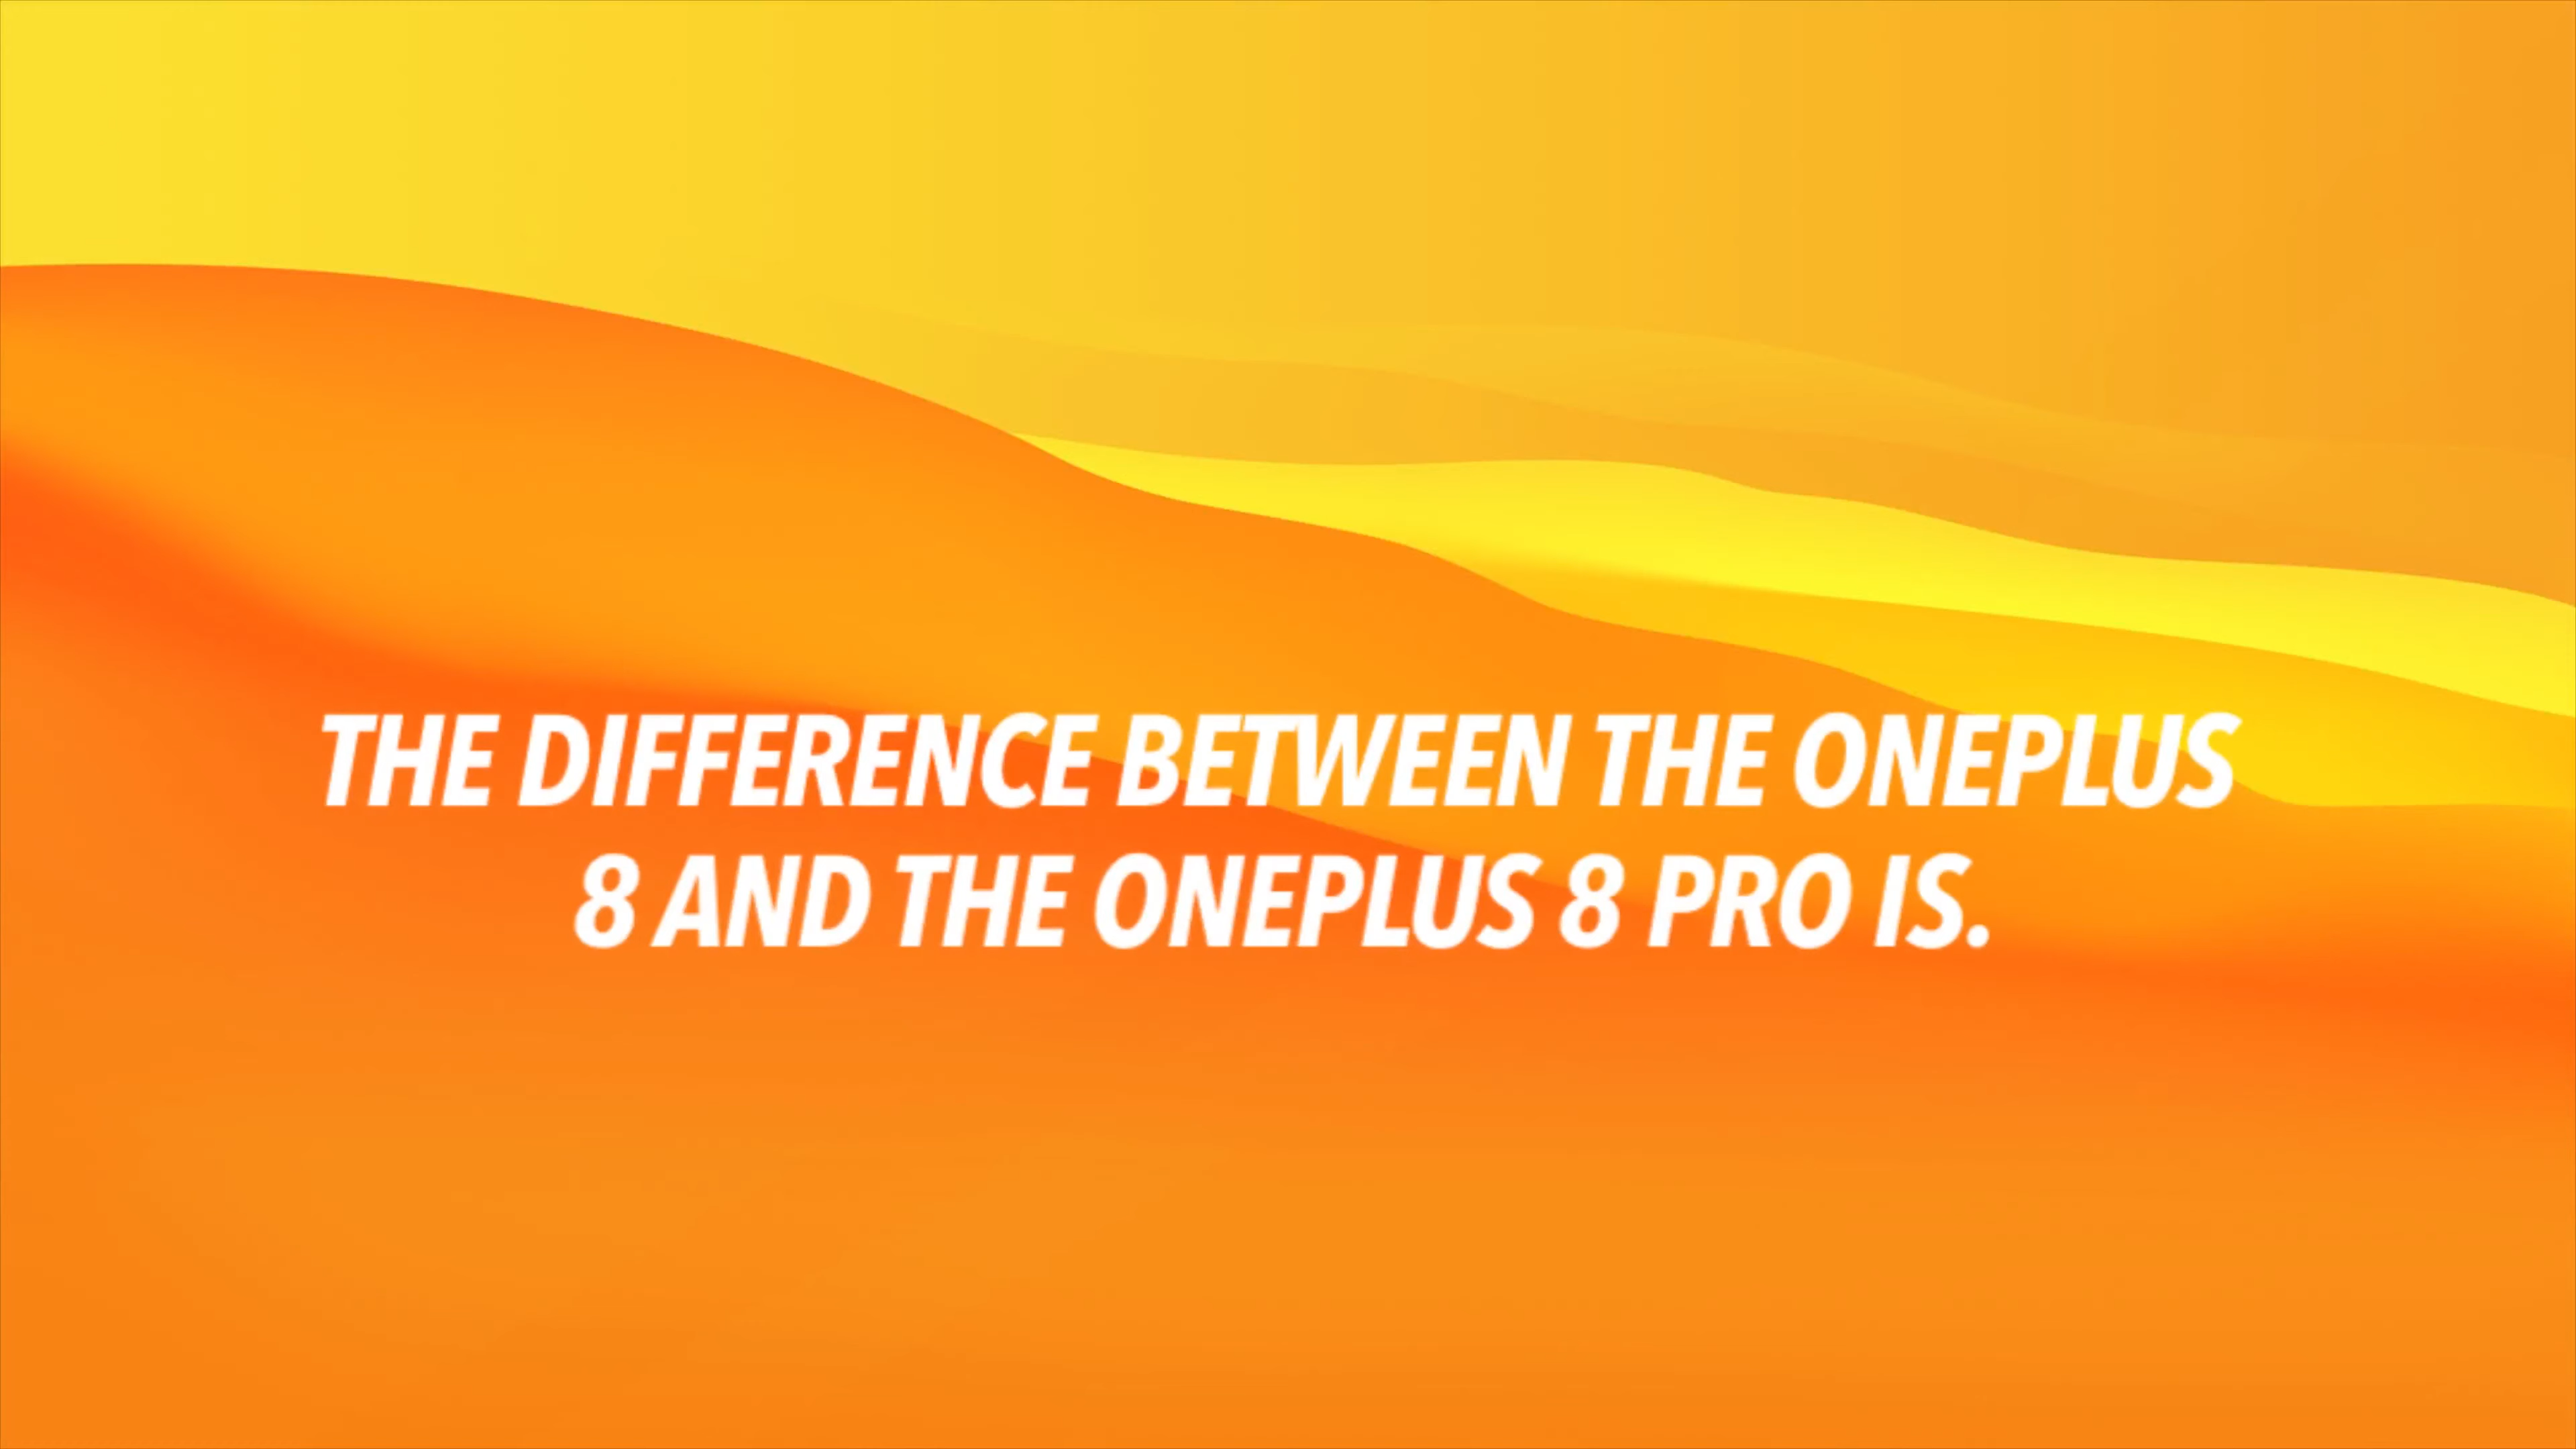 THE DIFFERENCE BETWEEN THE ONEPLUS
8 AND THE ONEPLUS 8 PRO IS.